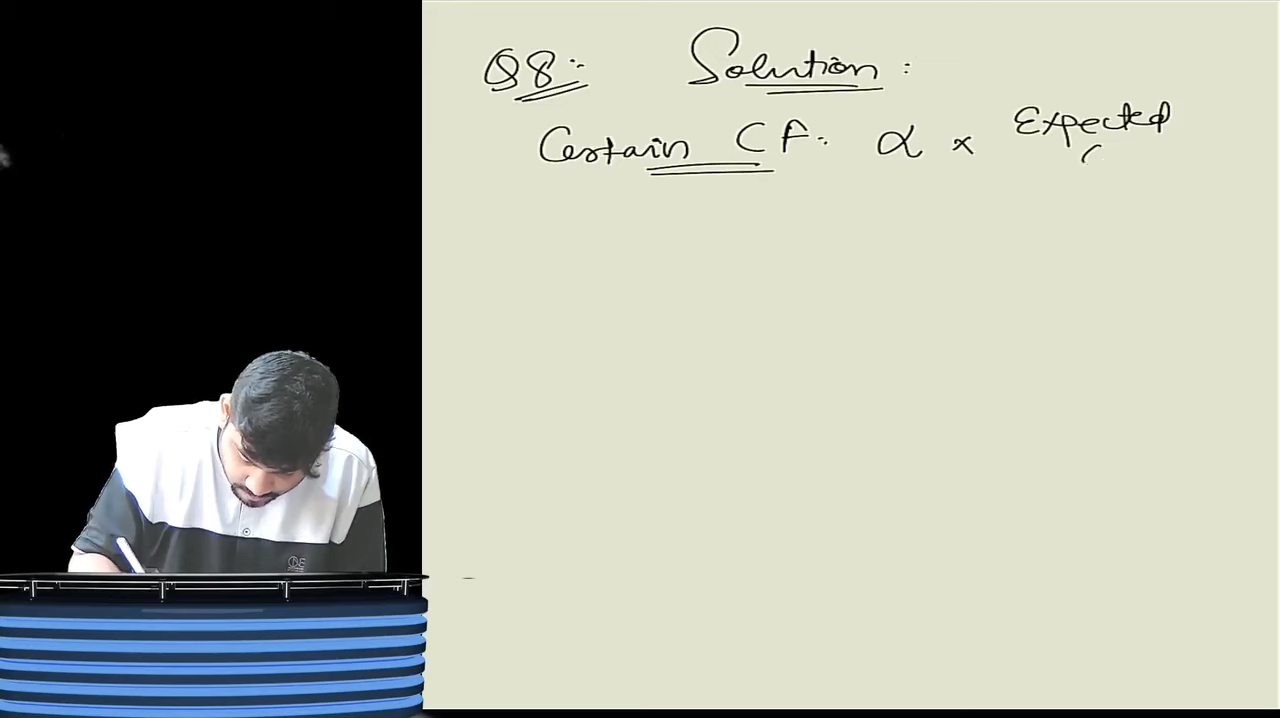 Q8:- Solution :
Certain CF: α × Expected
(